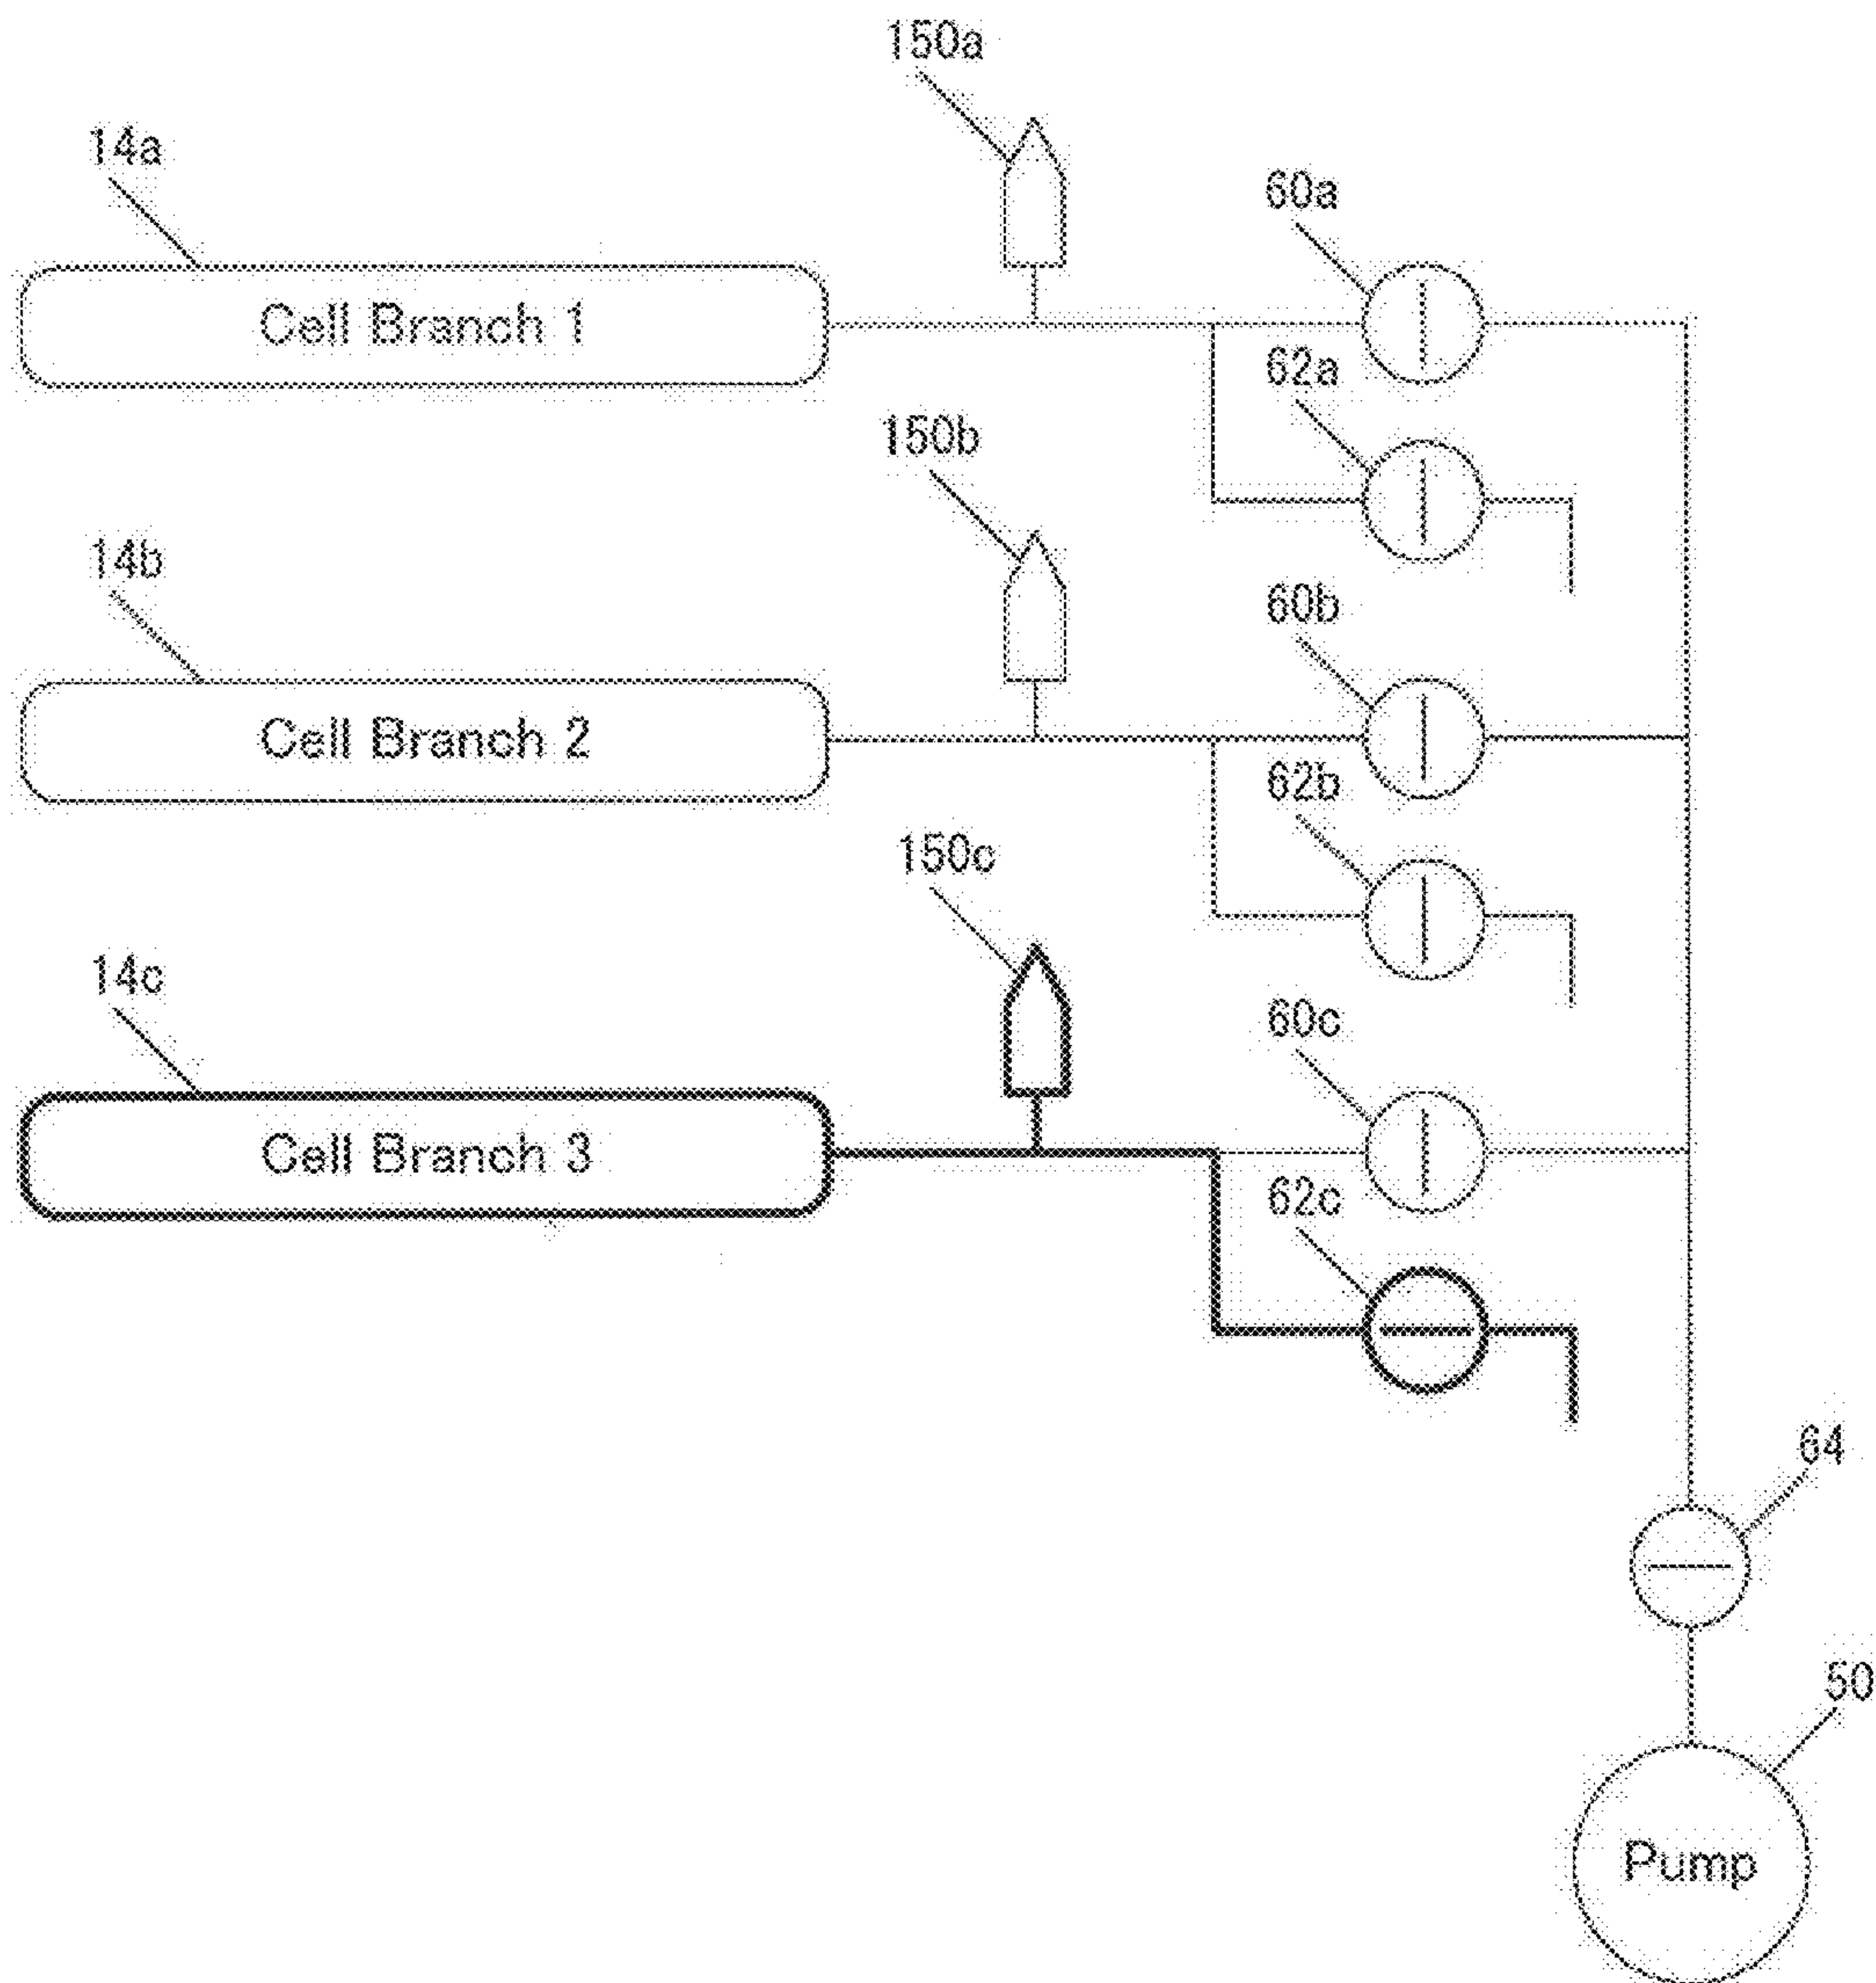 150a
14a
60a
Cell Branch 1
62a
150b
14b
60b
Cell Branch 2
62b
150c
14c
60c
Cell Branch 3
62c
64
50
Pump